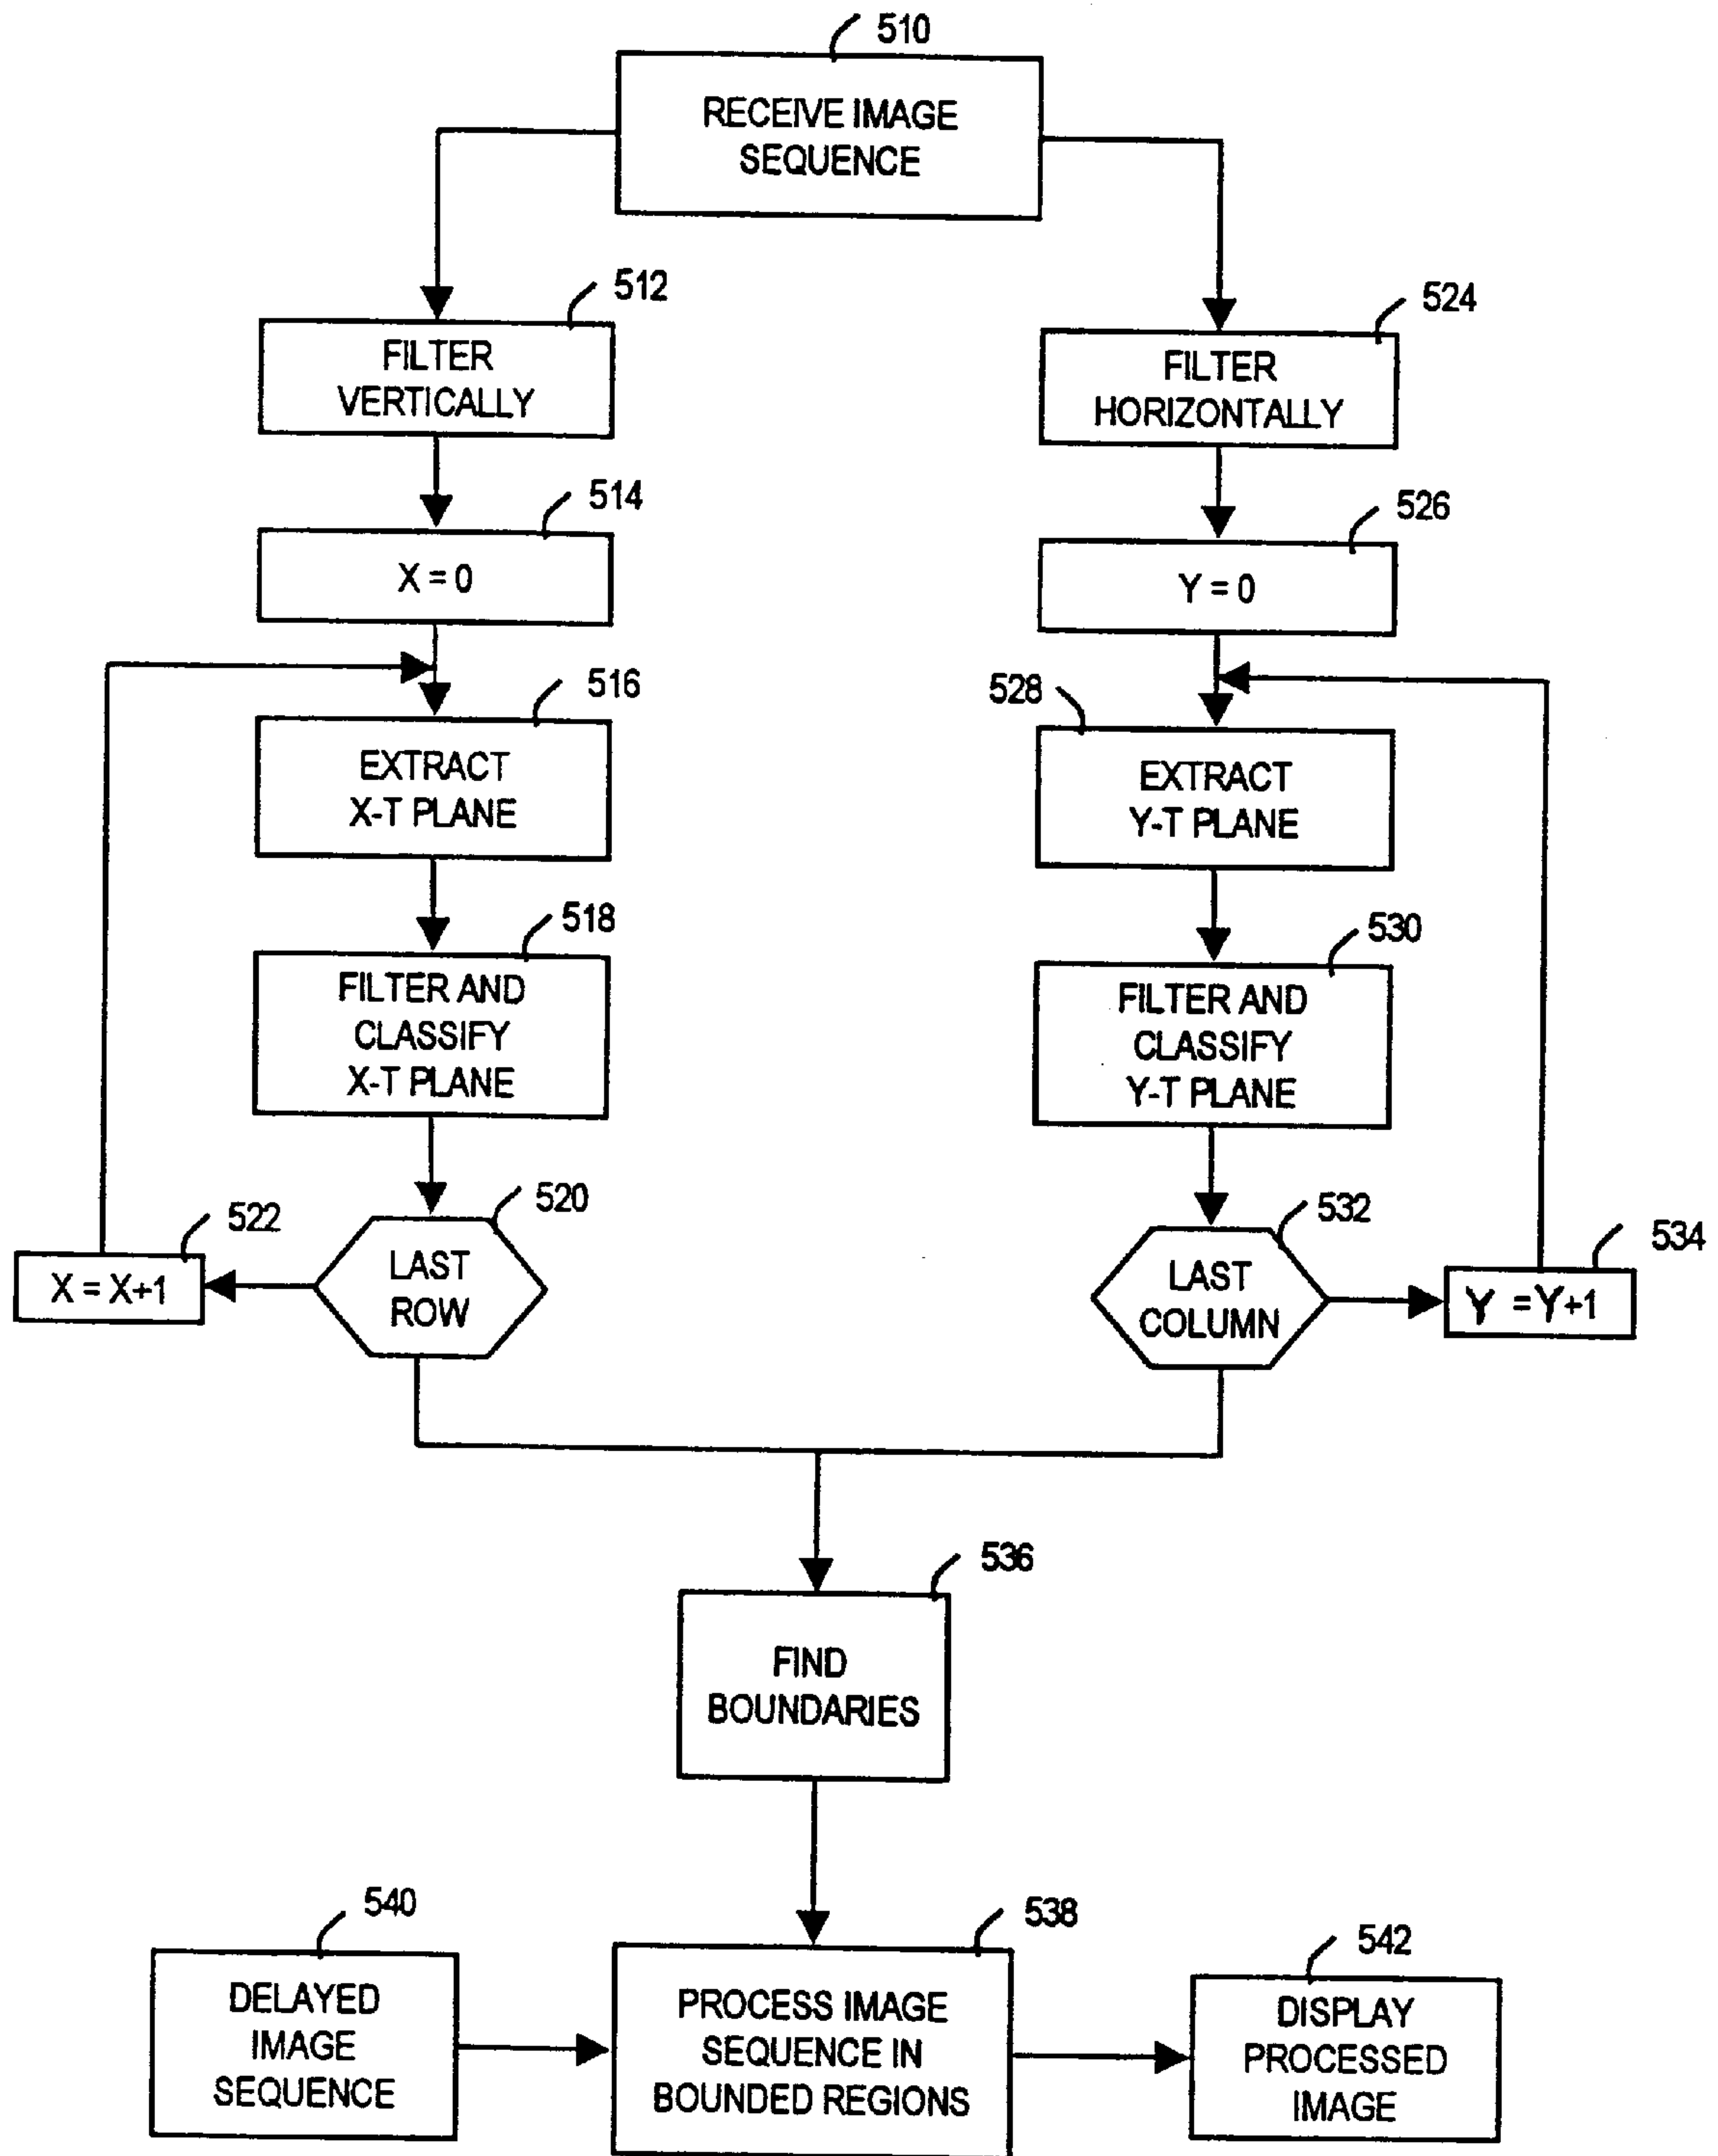 510
RECEIVE IMAGE
SEQUENCE
512
FILTER
VERTICALLY
514
X = 0
516
EXTRACT
X-T PLANE
518
FILTER AND
CLASSIFY
X-T PLANE
520
LAST
ROW
522
X = X+1
524
FILTER
HORIZONTALLY
526
Y = 0
528
EXTRACT
Y-T PLANE
530
FILTER AND
CLASSIFY
Y-T PLANE
532
LAST
COLUMN
534
Y =Y+1
536
FIND
BOUNDARIES
540
DELAYED
IMAGE
SEQUENCE
538
PROCESS IMAGE
SEQUENCE IN
BOUNDED REGIONS
542
DISPLAY
PROCESSED
IMAGE